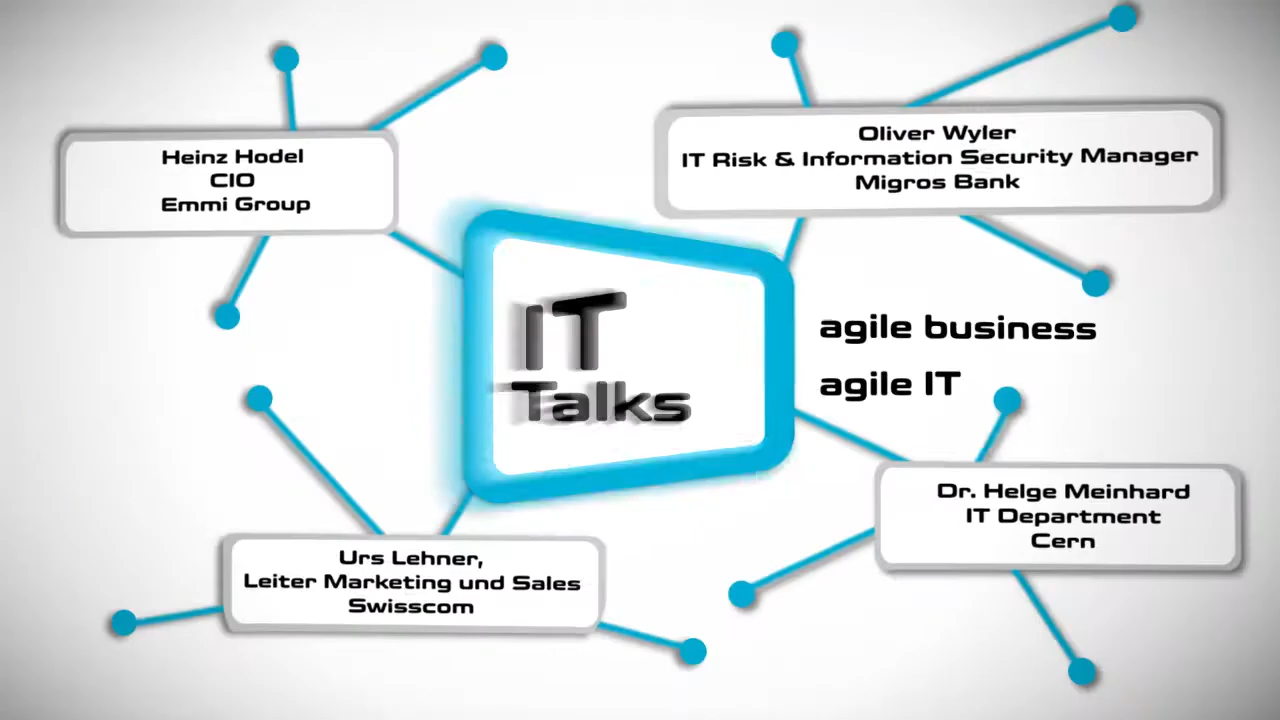 Heinz Hodel
CIO
Emmi Group
Oliver Wyler
IT Risk & Information Security Manager
Migros Bank
IT
Talks
agile business
agile IT
Dr. Helge Meinhard
IT Department
Cern
Urs Lehner,
Leiter Marketing und Sales
Swisscom